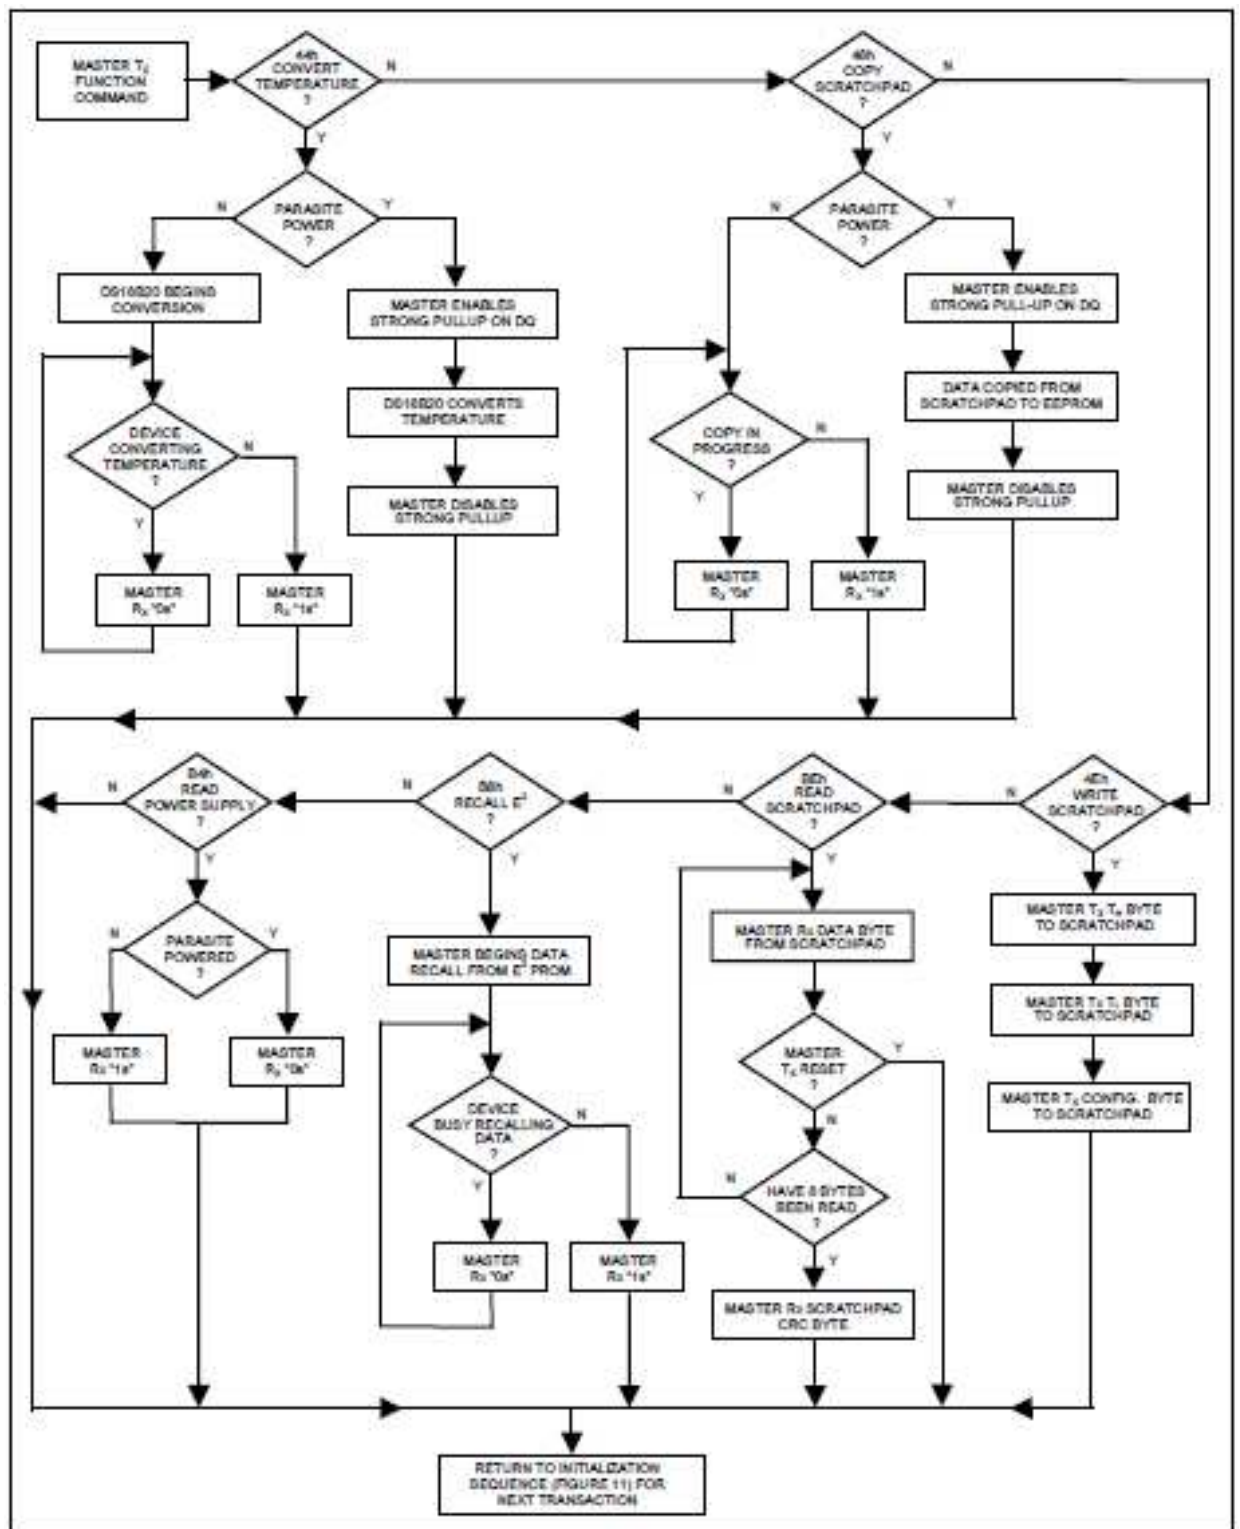 MASTER TX
FUNCTION
COMMAND
44h
CONVERT
TEMPERATURE
?
N
Y
48h
COPY
SCRATCHPAD
?
N
Y
N
PARASITE
POWER
?
Y
N
PARASITE
POWER
?
Y
DS18B20 BEGINS
CONVERSION
MASTER ENABLES
STRONG PULLUP ON DQ
MASTER ENABLES
STRONG PULL-UP ON DQ
DS18B20 CONVERTS
TEMPERATURE
DATA COPIED FROM
SCRATCHPAD TO EEPROM
DEVICE
CONVERTING
TEMPERATURE
?
N
Y
COPY IN
PROGRESS
?
N
Y
MASTER DISABLES
STRONG PULLUP
MASTER DISABLES
STRONG PULLUP
MASTER
RX "0s"
MASTER
RX "1s"
MASTER
RX "0s"
MASTER
RX "1s"
N
B4h
READ
POWER SUPPLY
?
Y
N
B8h
RECALL E2
?
Y
N
BEh
READ
SCRATCHPAD
?
Y
N
4Eh
WRITE
SCRATCHPAD
?
Y
N
PARASITE
POWERED
?
Y
MASTER BEGINS DATA
RECALL FROM E2 PROM
MASTER RX DATA BYTE
FROM SCRATCHPAD
MASTER TX TH BYTE
TO SCRATCHPAD
MASTER TX TL BYTE
TO SCRATCHPAD
MASTER
RX "1s"
MASTER
RX "0s"
MASTER
TX RESET
?
Y
N
MASTER TX CONFIG. BYTE
TO SCRATCHPAD
DEVICE
BUSY RECALLING
DATA
?
N
Y
N
HAVE 8 BYTES
BEEN READ
?
Y
MASTER
RX "0s"
MASTER
RX "1s"
MASTER RX SCRATCHPAD
CRC BYTE
RETURN TO INITIALIZATION
SEQUENCE (FIGURE 11) FOR
NEXT TRANSACTION